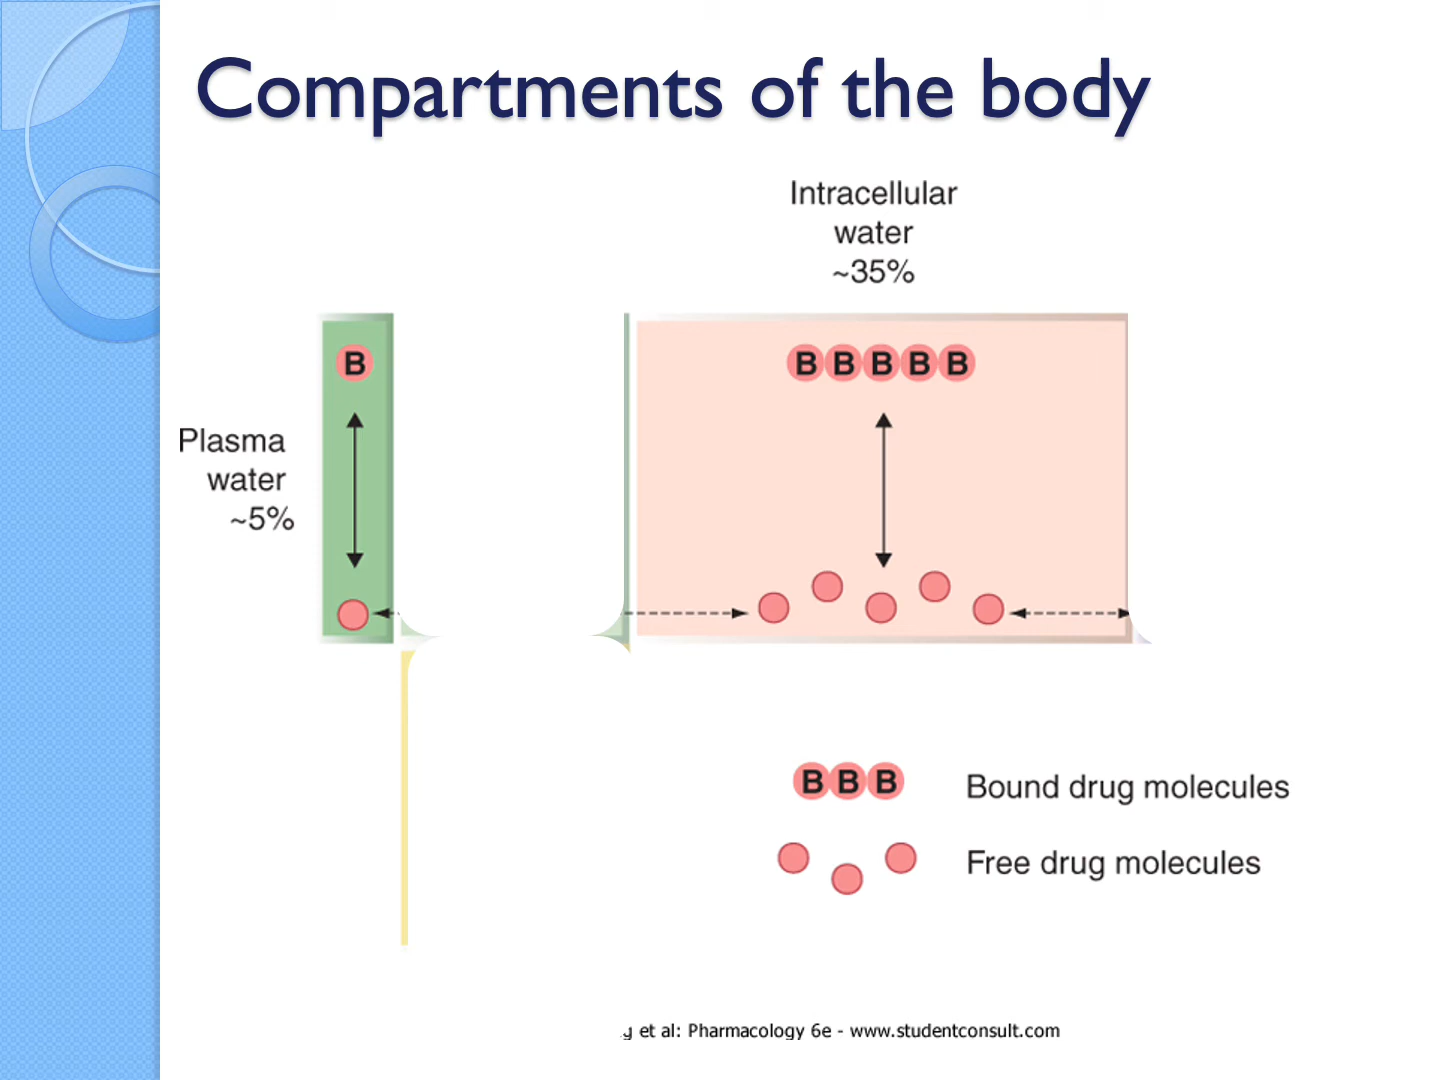 Compartments of the body
Intracellular
water
~35%
B
B B B B B
Plasma
water
~5%
B B B
Bound drug molecules
Free drug molecules
et al: Pharmacology 6e - www.studentconsult.com